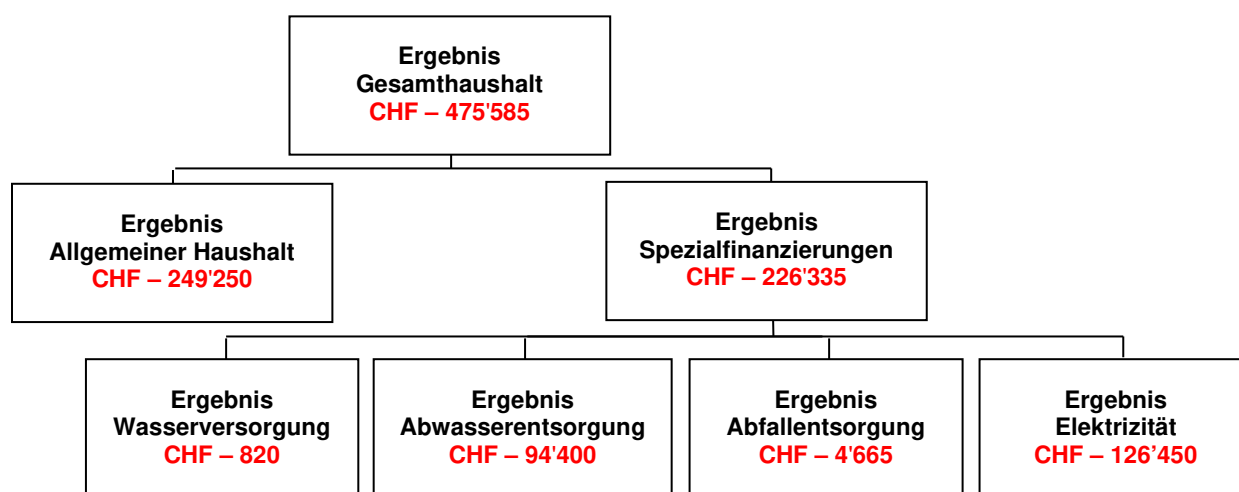 Ergebnis
Gesamthaushalt
CHF – 475'585
Ergebnis
Allgemeiner Haushalt
CHF – 249'250
Ergebnis
Spezialfinanzierungen
CHF – 226'335
Ergebnis
Wasserversorgung
CHF – 820
Ergebnis
Abwasserentsorgung
CHF – 94'400
Ergebnis
Abfallentsorgung
CHF – 4'665
Ergebnis
Elektrizität
CHF – 126’450